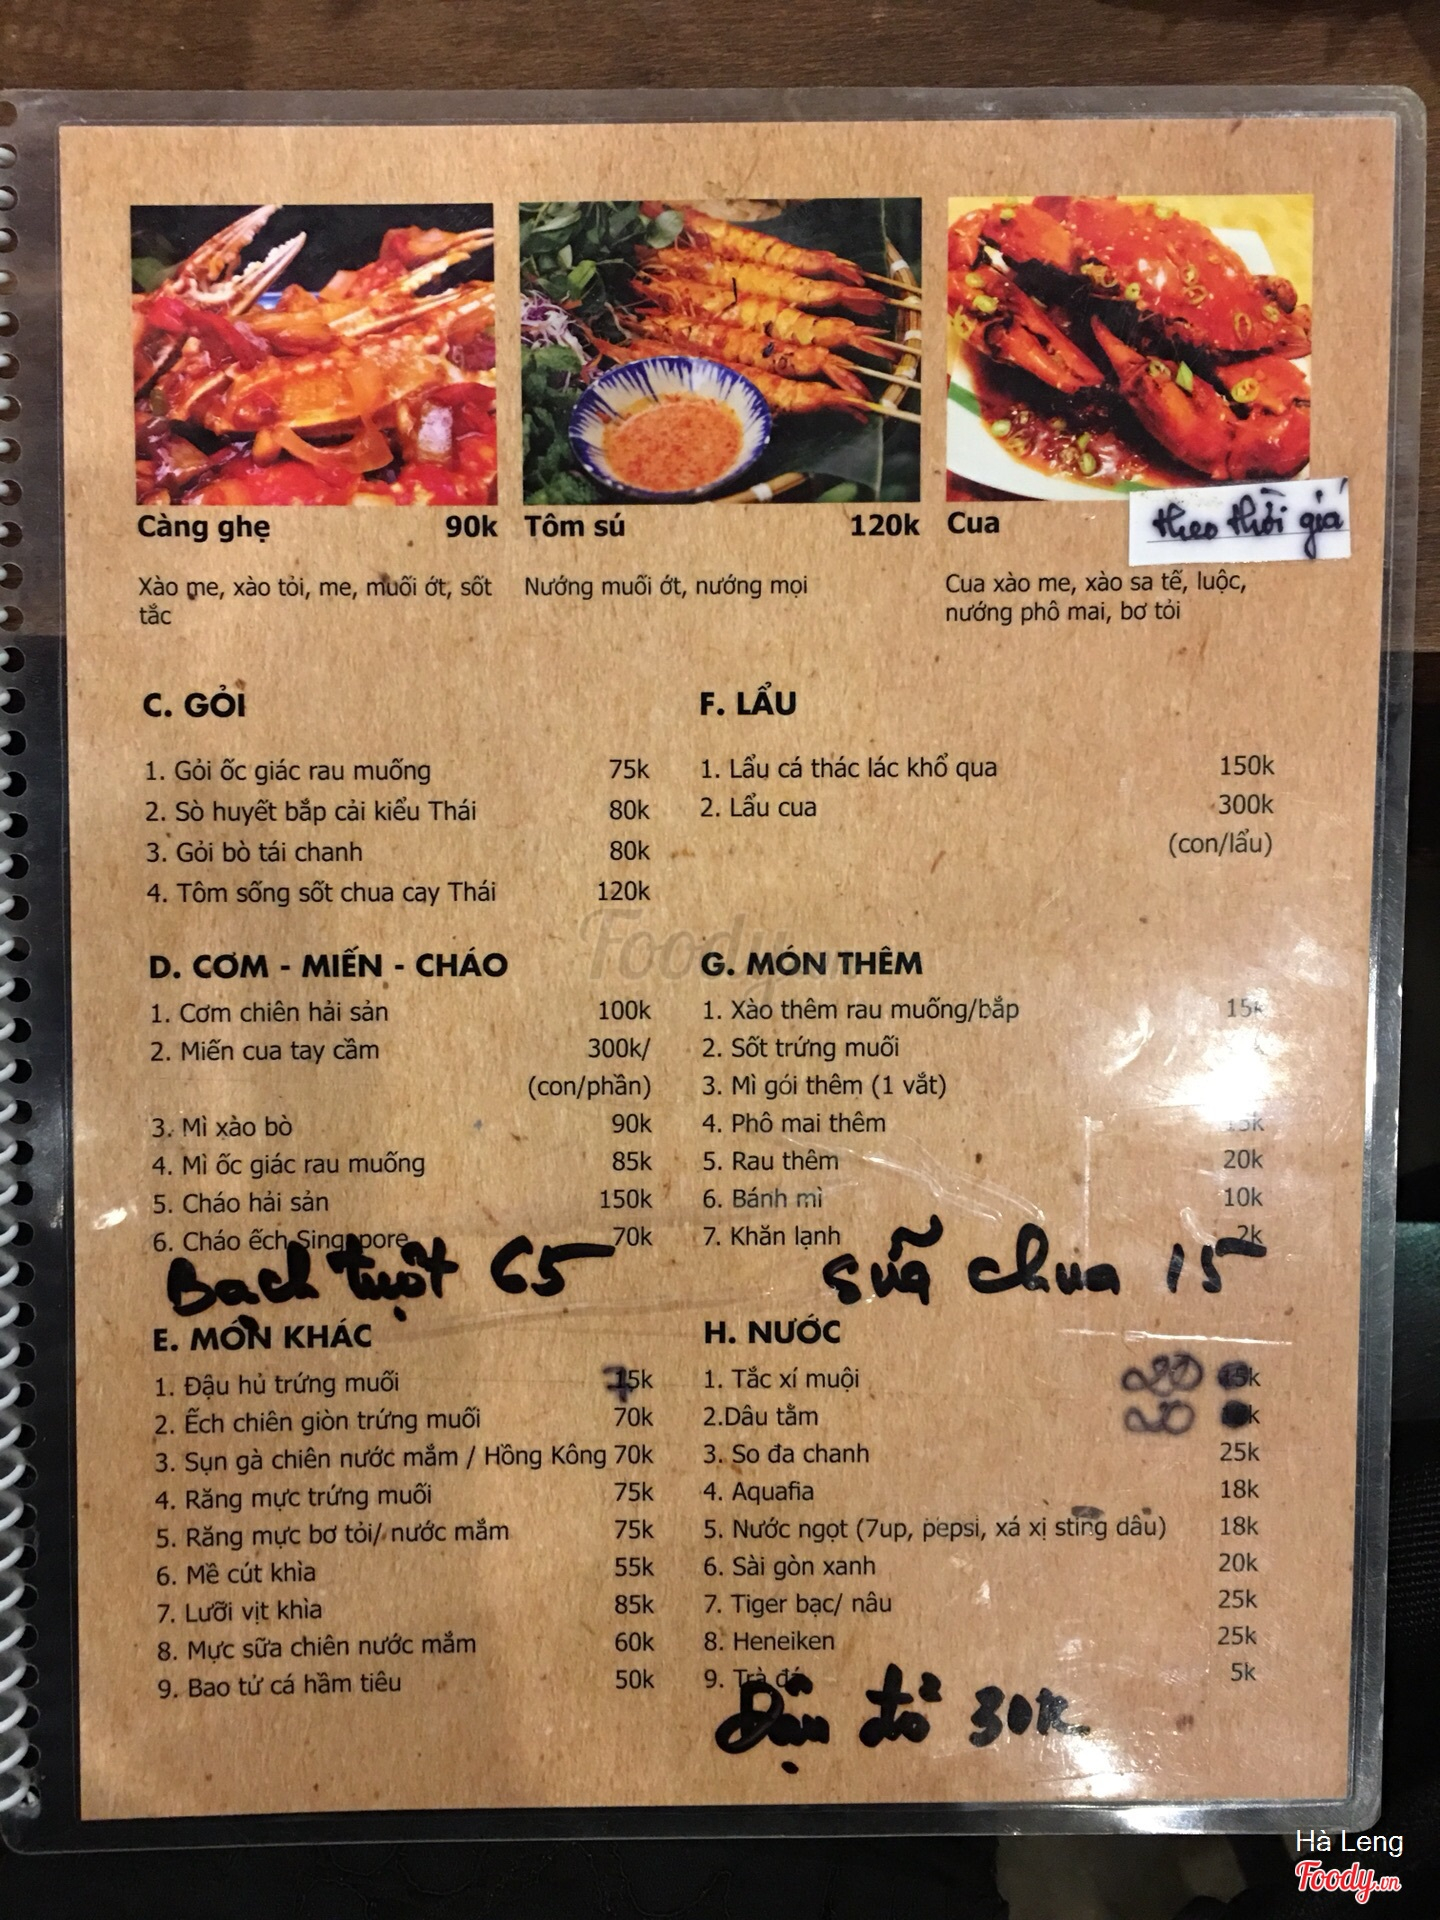 Càng ghẹ 90k
Xào me, xào tỏi, me, muối ớt, sốt
tắc
Tôm sú 120k
Nướng muối ớt, nướng mọi
Cua theo thời giá
Cua xào me, xào sa tế, luộc,
nướng phô mai, bơ tỏi
C. GỎI
1. Gỏi ốc giác rau muống 75k
2. Sò huyết bắp cải kiểu Thái 80k
3. Gỏi bò tái chanh 80k
4. Tôm sống sốt chua cay Thái 120k
F. LẨU
1. Lẩu cá thác lác khổ qua 150k
2. Lẩu cua 300k
(con/lẩu)
D. CƠM - MIẾN - CHÁO
1. Cơm chiên hải sản 100k
2. Miến cua tay cầm 300k/
(con/phần)
3. Mì xào bò 90k
4. Mì ốc giác rau muống 85k
5. Cháo hải sản 150k
6. Cháo ếch Singapore 70k
Bạch tuột 65
G. MÓN THÊM
1. Xào thêm rau muống/bắp 15k
2. Sốt trứng muối
3. Mì gói thêm (1 vắt)
4. Phô mai thêm 15k
5. Rau thêm 20k
6. Bánh mì 10k
7. Khăn lạnh 2k
Sữa chua 15
E. MÓN KHÁC
1. Đậu hủ trứng muối 75k
2. Ếch chiên giòn trứng muối 70k
3. Sụn gà chiên nước mắm / Hồng Kông 70k
4. Răng mực trứng muối 75k
5. Răng mực bơ tỏi/ nước mắm 75k
6. Mề cút khìa 55k
7. Lưỡi vịt khìa 85k
8. Mực sữa chiên nước mắm 60k
9. Bao tử cá hầm tiêu 50k
H. NƯỚC
1. Tắc xí muội 20
2.Dâu tằm 20
3. So đa chanh 25k
4. Aquafia 18k
5. Nước ngọt (7up, pepsi, xá xị sting dâu) 18k
6. Sài gòn xanh 20k
7. Tiger bạc/ nâu 25k
8. Heneiken 25k
9. Trà đá 5k
Đậu đỏ 30k
Foody
Hà Leng
Foody.vn